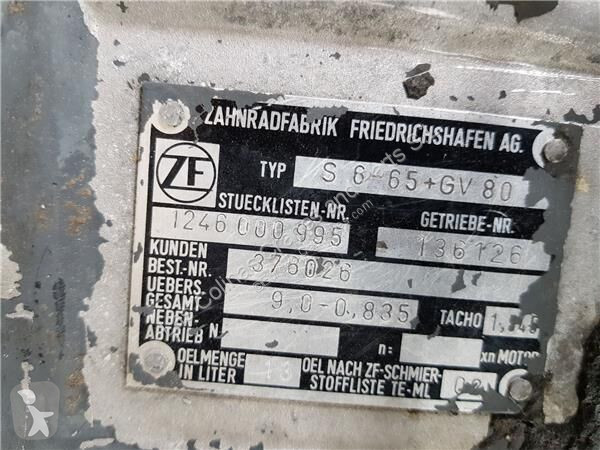 ZAHNRADFABRIK FRIEDRICHSHAFEN AG.
ZF
TYP S 6-65+GV 80
STUECKLISTEN-NR. GETRIEBE-NR.
1246 000 995 136126
KUNDEN BEST-NR. 376026
UEBERS. GESAMT 9,0-0,835 TACHO
NEBEN- ABTRIEB N. n: xn MOTOR
OELMENGE IN LITER 13 OEL NACH ZF-SCHMIER- STOFFLISTE TE-ML 02